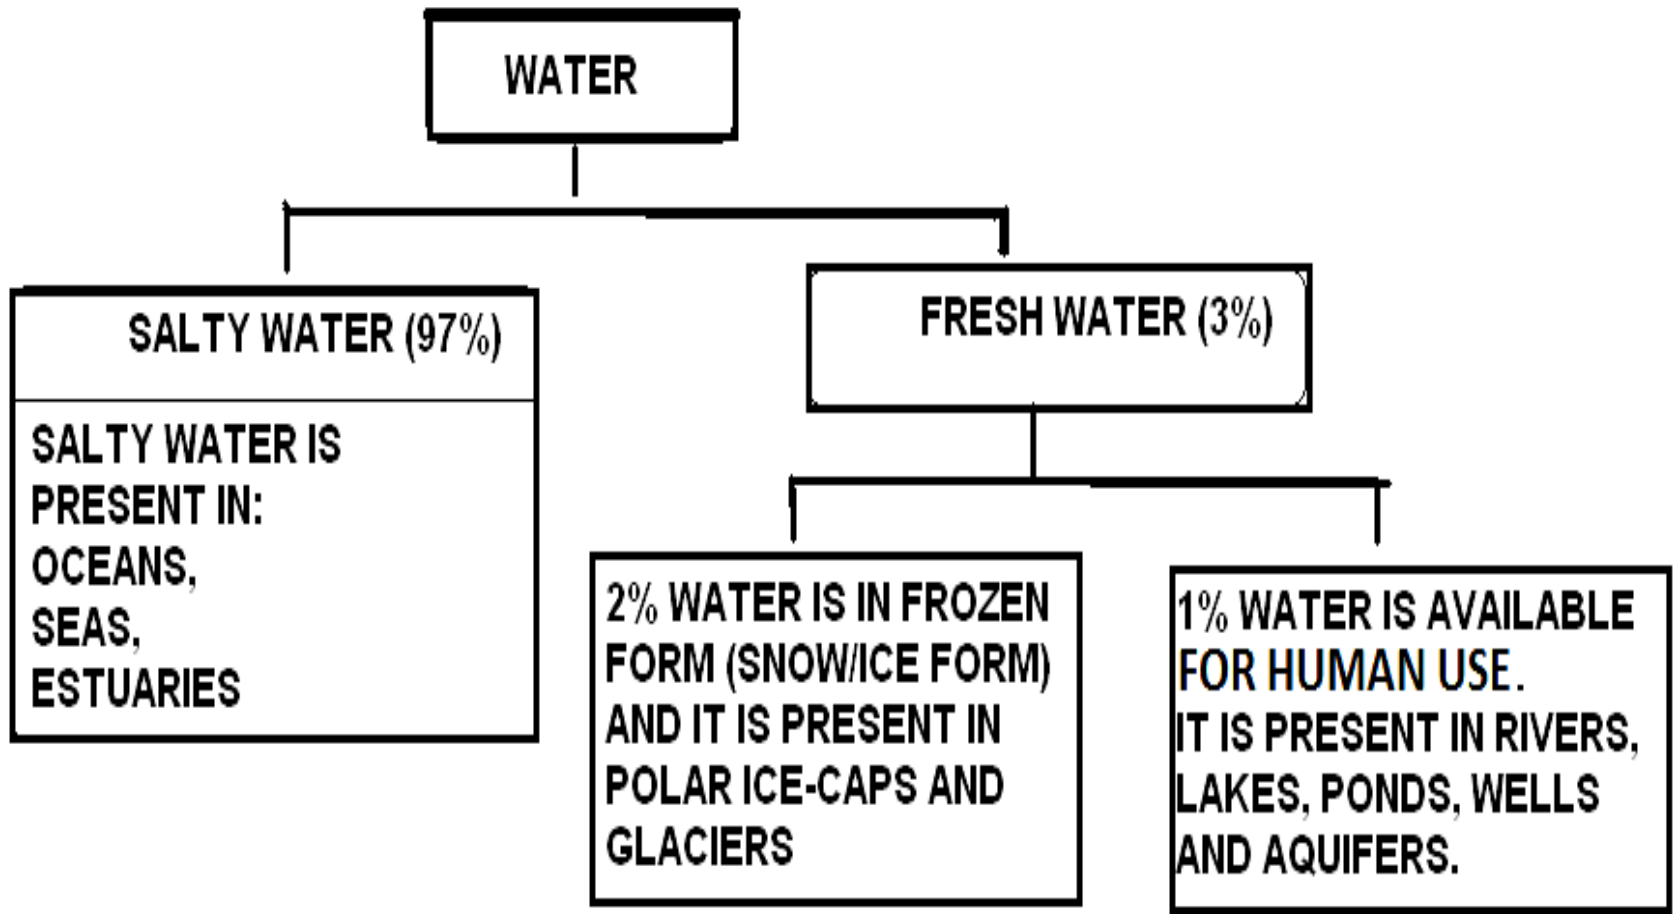 WATER
SALTY WATER (97%)
SALTY WATER IS
PRESENT IN:
OCEANS,
SEAS,
ESTUARIES
FRESH WATER (3%)
2% WATER IS IN FROZEN
FORM (SNOW/ICE FORM)
AND IT IS PRESENT IN
POLAR ICE-CAPS AND
GLACIERS
1% WATER IS AVAILABLE
FOR HUMAN USE.
IT IS PRESENT IN RIVERS,
LAKES, PONDS, WELLS
AND AQUIFERS.